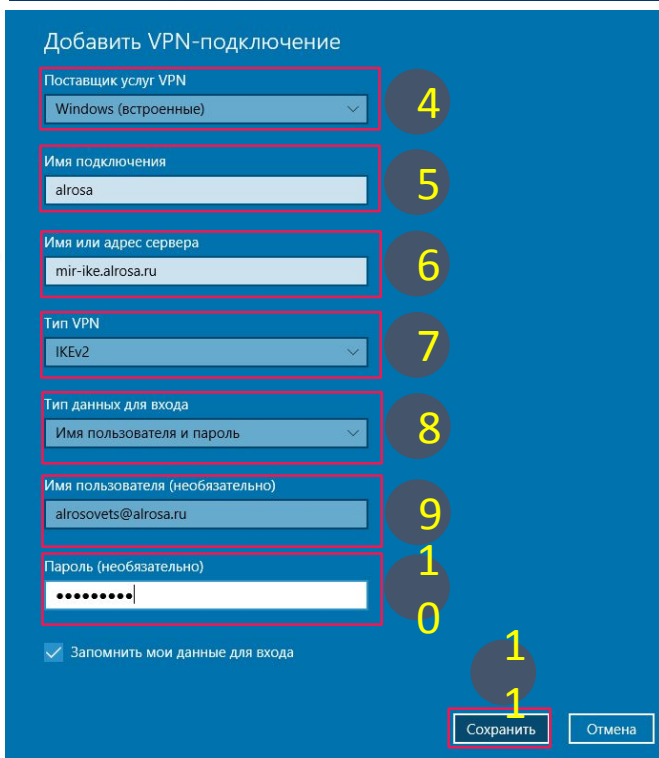 Добавить VPN-подключение
Поставщик услуг VPN
Windows (встроенные)
4
Имя подключения
alrosa
5
Имя или адрес сервера
mir-ike.alrosa.ru
6
Тип VPN
IKEv2
7
Тип данных для входа
Имя пользователя и пароль
8
Имя пользователя (необязательно)
alrosovets@alrosa.ru
9
Пароль (необязательно)
•••••••••
1
0
Запомнить мои данные для входа
1
1
Сохранить
Отмена